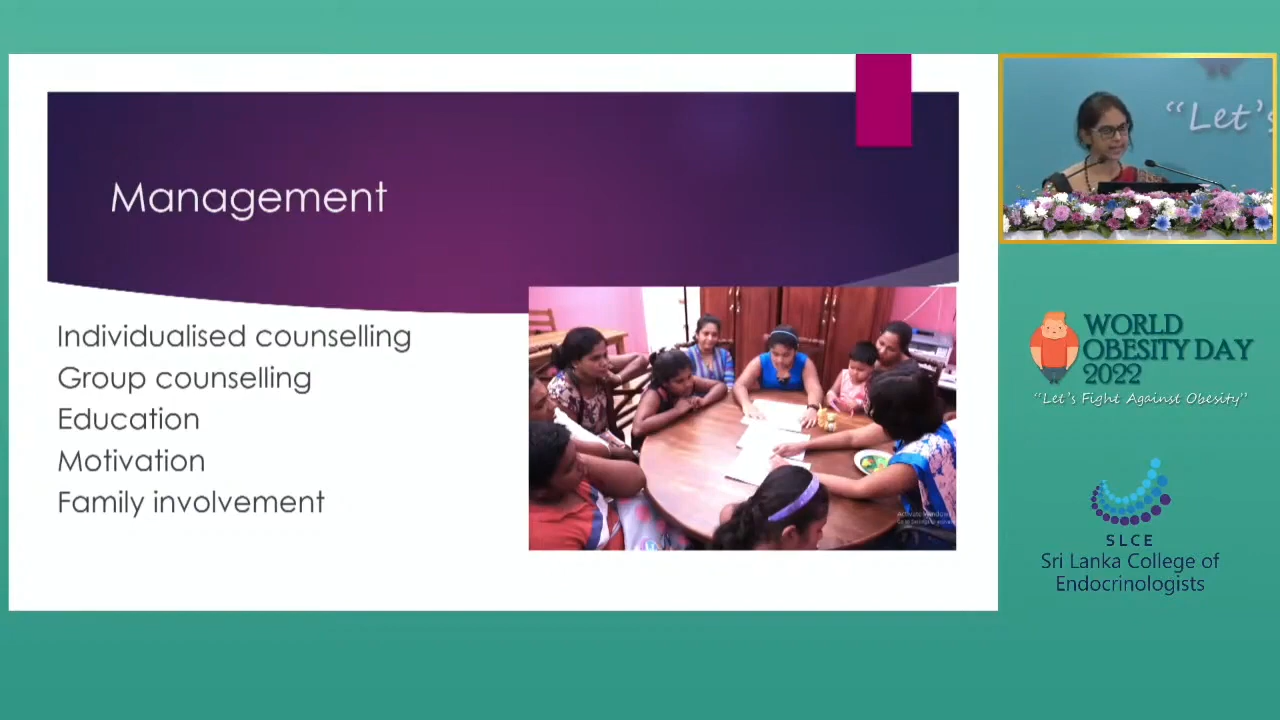 Management
Individualised counselling
Group counselling
Education
Motivation
Family involvement
"Let's
WORLD
OBESITY DAY
2022
"Let's Fight Against Obesity"
SLCE
Sri Lanka College of
Endocrinologists